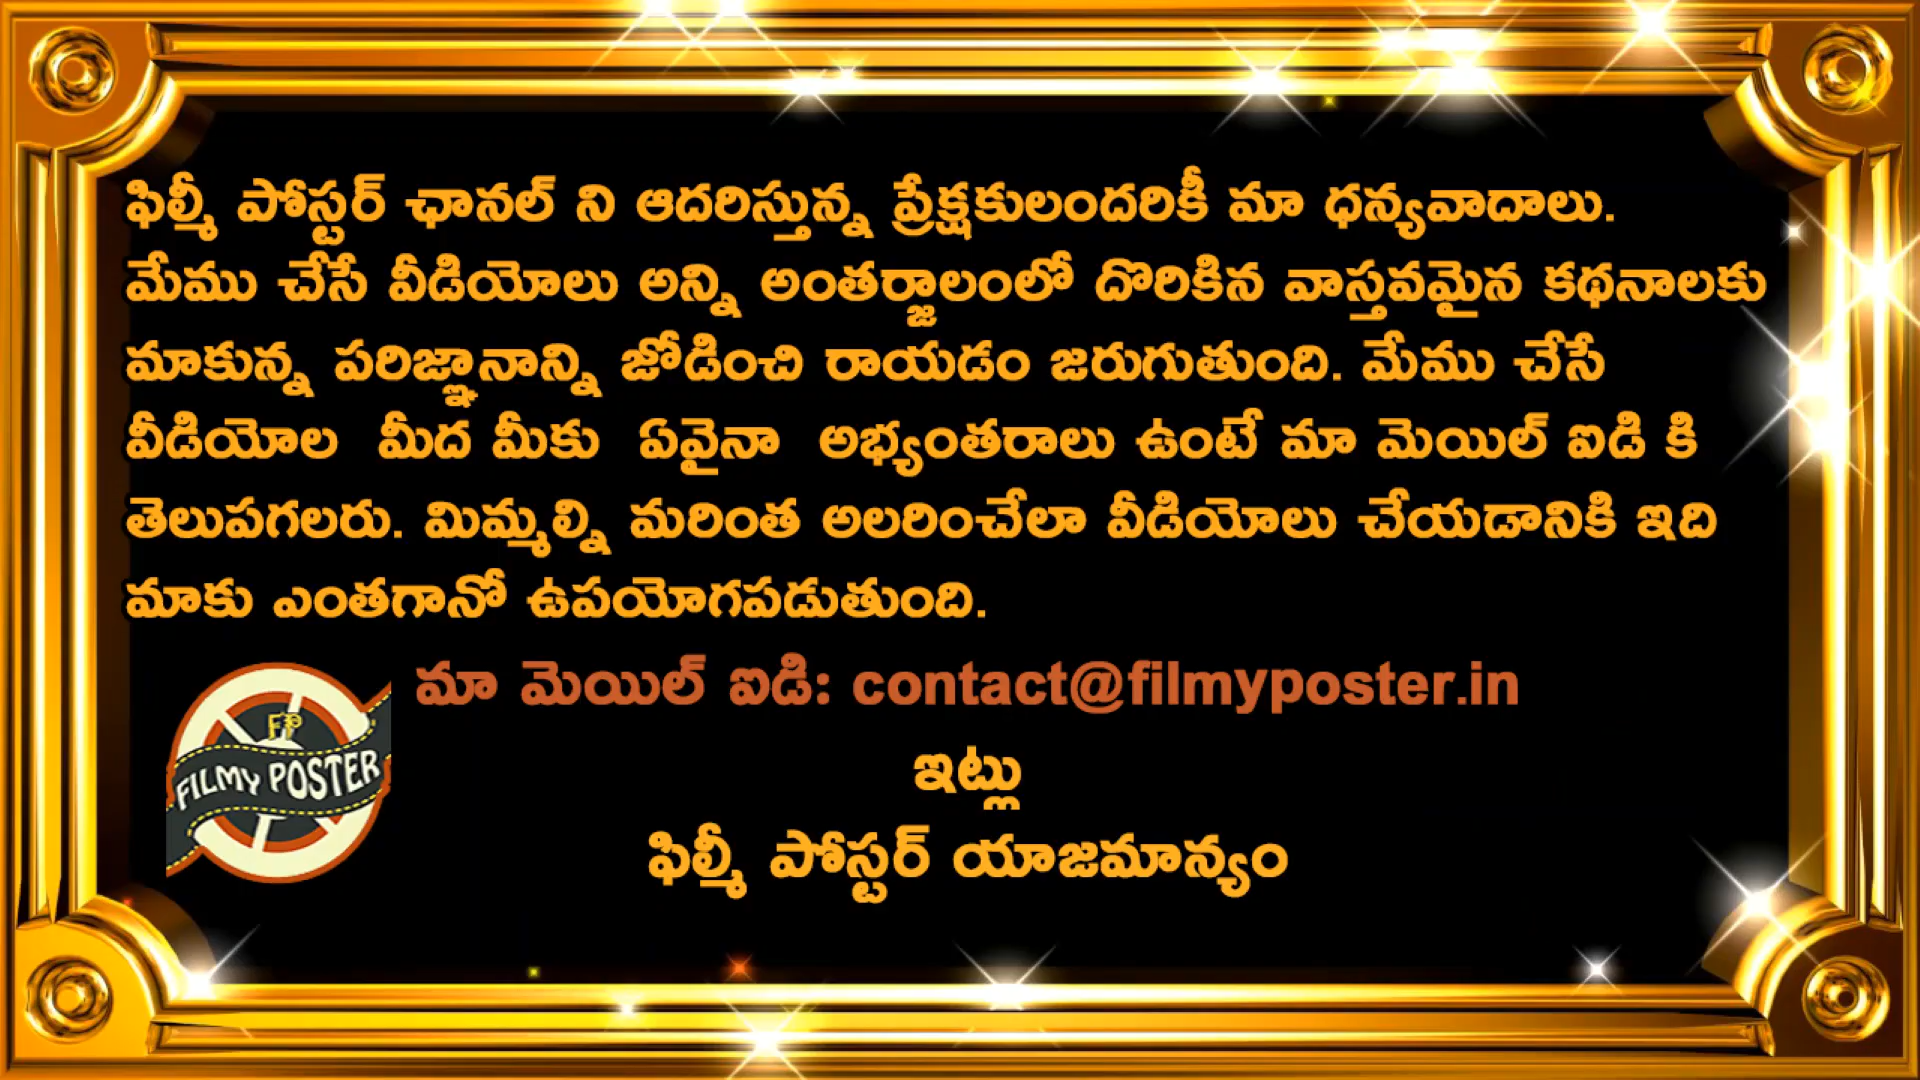 ఫిల్మీ పోస్టర్ ఛానల్ ని ఆదరిస్తున్న ప్రేక్షకులందరికీ మా ధన్యవాదాలు.
మేము చేసే వీడియోలు అన్ని అంతర్జాలంలో దొరికిన వాస్తవమైన కథనాలకు
మాకున్న పరిజ్ఞానాన్ని జోడించి రాయడం జరుగుతుంది. మేము చేసే
వీడియోల మీద మీకు ఏవైనా అభ్యంతరాలు ఉంటే మా మెయిల్ ఐడి కి
తెలుపగలరు. మిమ్మల్ని మరింత అలరించేలా వీడియోలు చేయడానికి ఇది
మాకు ఎంతగానో ఉపయోగపడుతుంది.
మా మెయిల్ ఐడి: contact@filmyposter.in
FP
FILMY POSTER
ఇట్లు
ఫిల్మీ పోస్టర్ యాజమాన్యం